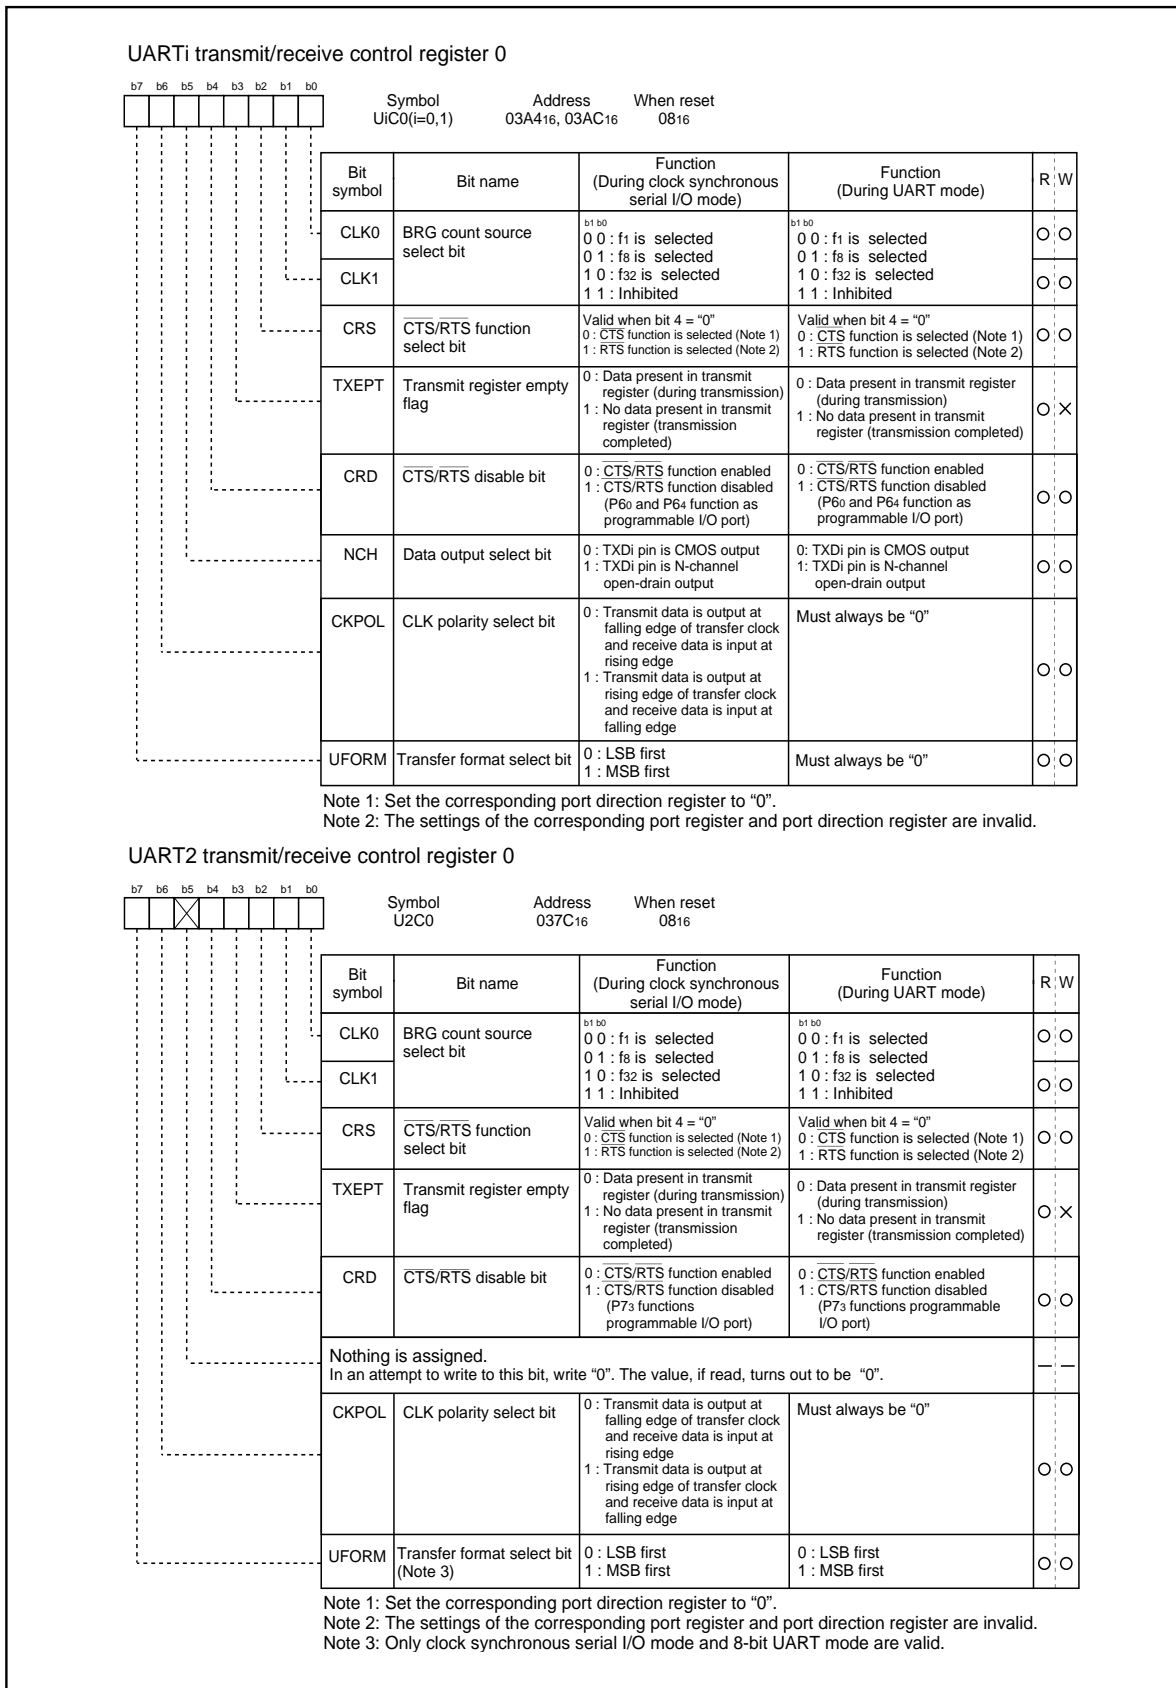 UARTi transmit/receive control register 0
b7 b6 b5 b4 b3 b2 b1 b0
Symbol Address When reset
UiC0(i=0,1) 03A416, 03AC16 0816
Bit symbol
Bit name
Function
(During clock synchronous
serial I/O mode)
Function
(During UART mode)
R W
CLK0
CLK1
BRG count source
select bit
b1 b0
0 0 : f1 is selected
0 1 : f8 is selected
1 0 : f32 is selected
1 1 : Inhibited
b1 b0
0 0 : f1 is selected
0 1 : f8 is selected
1 0 : f32 is selected
1 1 : Inhibited
CRS
CTS/RTS function
select bit
Valid when bit 4 = “0”
0 : CTS function is selected (Note 1)
1 : RTS function is selected (Note 2)
Valid when bit 4 = “0”
0 : CTS function is selected (Note 1)
1 : RTS function is selected (Note 2)
TXEPT
Transmit register empty
flag
0 : Data present in transmit
register (during transmission)
1 : No data present in transmit
register (transmission
completed)
0 : Data present in transmit register
(during transmission)
1 : No data present in transmit
register (transmission completed)
CRD
CTS/RTS disable bit
0 : CTS/RTS function enabled
1 : CTS/RTS function disabled
(P60 and P64 function as
programmable I/O port)
0 : CTS/RTS function enabled
1 : CTS/RTS function disabled
(P60 and P64 function as
programmable I/O port)
NCH
Data output select bit
0 : TXDi pin is CMOS output
1 : TXDi pin is N-channel
open-drain output
0: TXDi pin is CMOS output
1: TXDi pin is N-channel
open-drain output
CKPOL
CLK polarity select bit
0 : Transmit data is output at
falling edge of transfer clock
and receive data is input at
rising edge
1 : Transmit data is output at
rising edge of transfer clock
and receive data is input at
falling edge
Must always be “0”
UFORM
Transfer format select bit
0 : LSB first
1 : MSB first
Must always be “0”
Note 1: Set the corresponding port direction register to “0”.
Note 2: The settings of the corresponding port register and port direction register are invalid.
UART2 transmit/receive control register 0
b7 b6 b5 b4 b3 b2 b1 b0
Symbol Address When reset
U2C0 037C16 0816
Bit symbol
Bit name
Function
(During clock synchronous
serial I/O mode)
Function
(During UART mode)
R W
CLK0
CLK1
BRG count source
select bit
b1 b0
0 0 : f1 is selected
0 1 : f8 is selected
1 0 : f32 is selected
1 1 : Inhibited
b1 b0
0 0 : f1 is selected
0 1 : f8 is selected
1 0 : f32 is selected
1 1 : Inhibited
CRS
CTS/RTS function
select bit
Valid when bit 4 = “0”
0 : CTS function is selected (Note 1)
1 : RTS function is selected (Note 2)
Valid when bit 4 = “0”
0 : CTS function is selected (Note 1)
1 : RTS function is selected (Note 2)
TXEPT
Transmit register empty
flag
0 : Data present in transmit
register (during transmission)
1 : No data present in transmit
register (transmission
completed)
0 : Data present in transmit register
(during transmission)
1 : No data present in transmit
register (transmission completed)
CRD
CTS/RTS disable bit
0 : CTS/RTS function enabled
1 : CTS/RTS function disabled
(P73 functions
programmable I/O port)
0 : CTS/RTS function enabled
1 : CTS/RTS function disabled
(P73 functions programmable
I/O port)
Nothing is assigned.
In an attempt to write to this bit, write “0”. The value, if read, turns out to be “0”.
CKPOL
CLK polarity select bit
0 : Transmit data is output at
falling edge of transfer clock
and receive data is input at
rising edge
1 : Transmit data is output at
rising edge of transfer clock
and receive data is input at
falling edge
Must always be “0”
UFORM
Transfer format select bit
(Note 3)
0 : LSB first
1 : MSB first
0 : LSB first
1 : MSB first
Note 1: Set the corresponding port direction register to “0”.
Note 2: The settings of the corresponding port register and port direction register are invalid.
Note 3: Only clock synchronous serial I/O mode and 8-bit UART mode are valid.